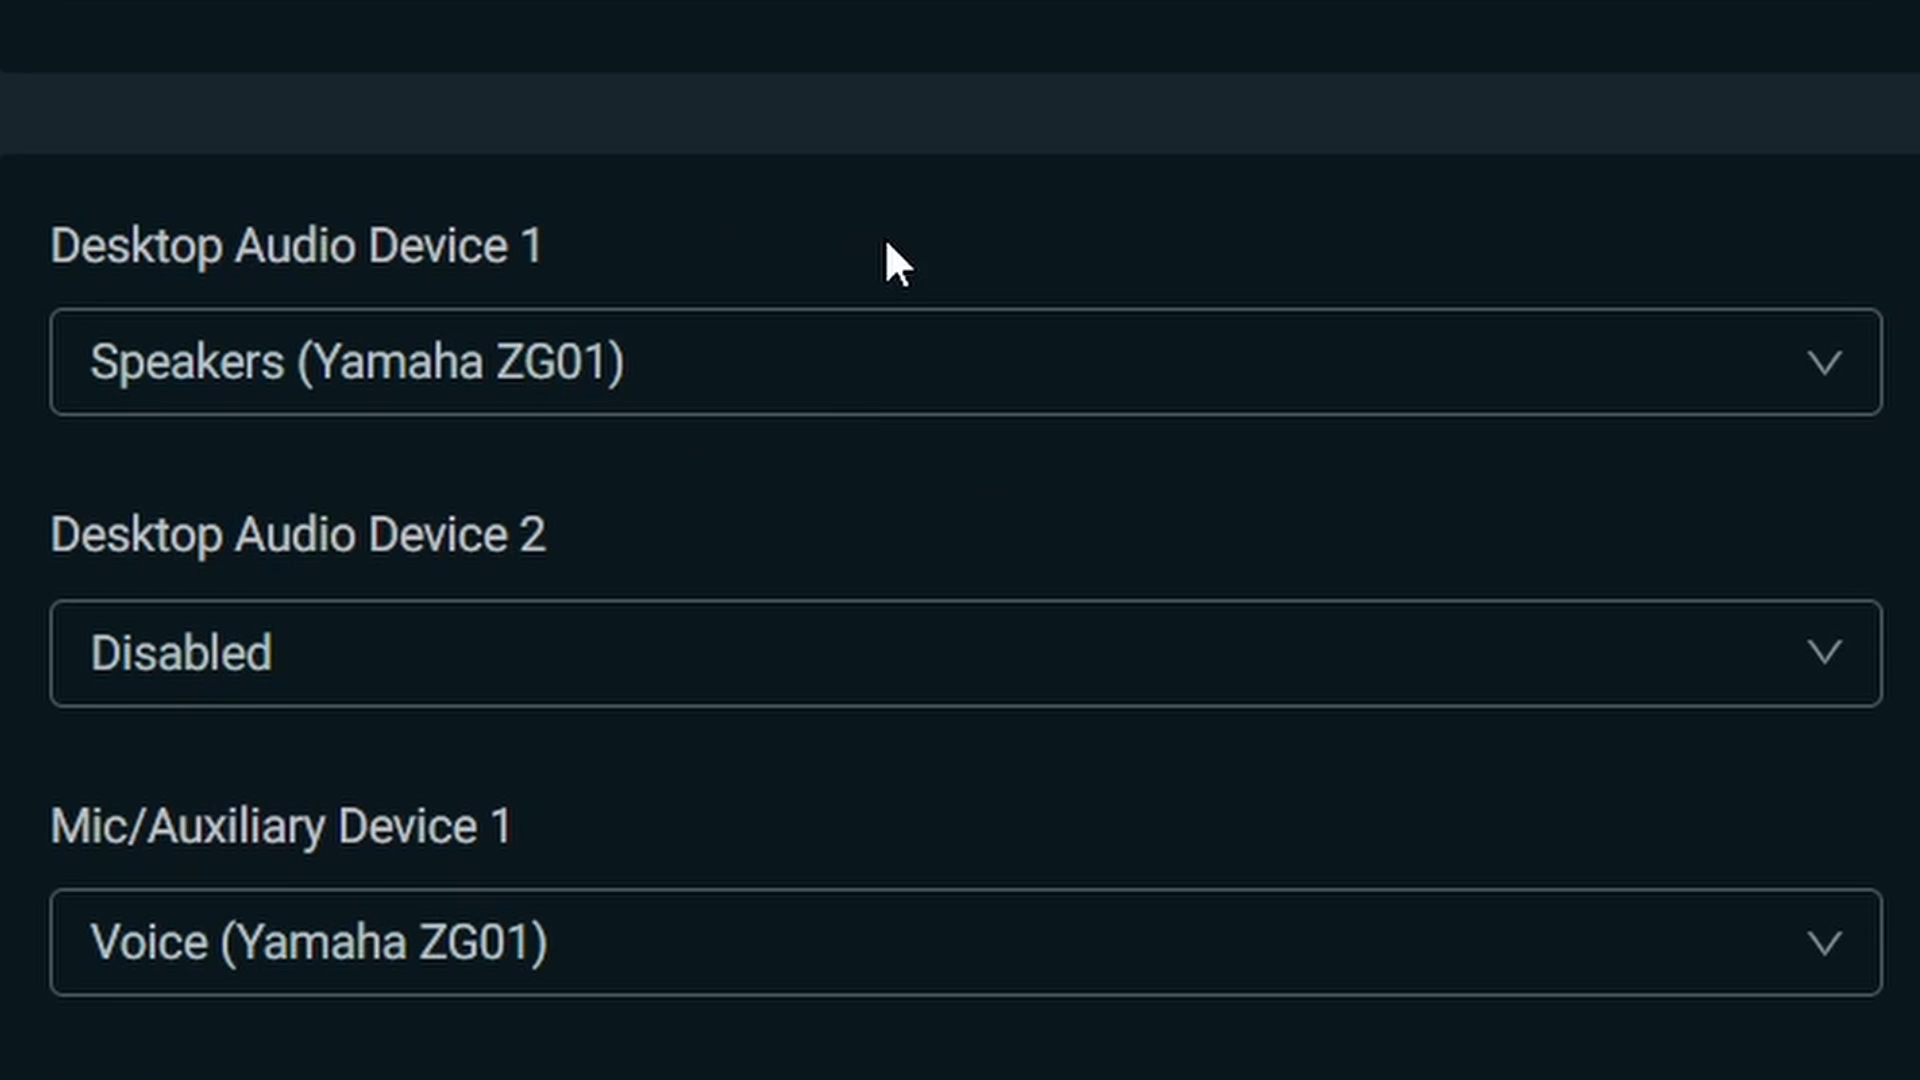 Desktop Audio Device 1
Speakers (Yamaha ZG01)
Desktop Audio Device 2
Disabled
Mic/Auxiliary Device 1
Voice (Yamaha ZG01)